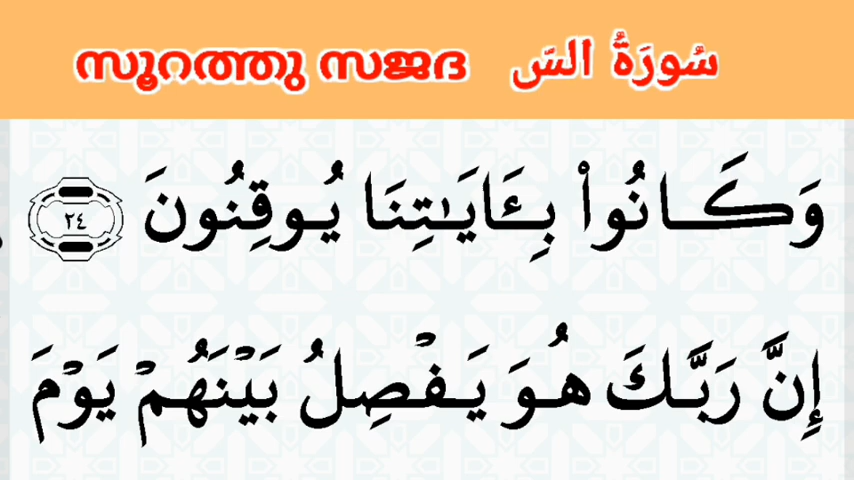 സൂറത്തു സജദ سُورَةُ السَّ
وَكَانُوا۟ بِـَٔايَـٰتِنَا يُوقِنُونَ ٢٤
إِنَّ رَبَّكَ هُوَ يَفْصِلُ بَيْنَهُمْ يَوْمَ